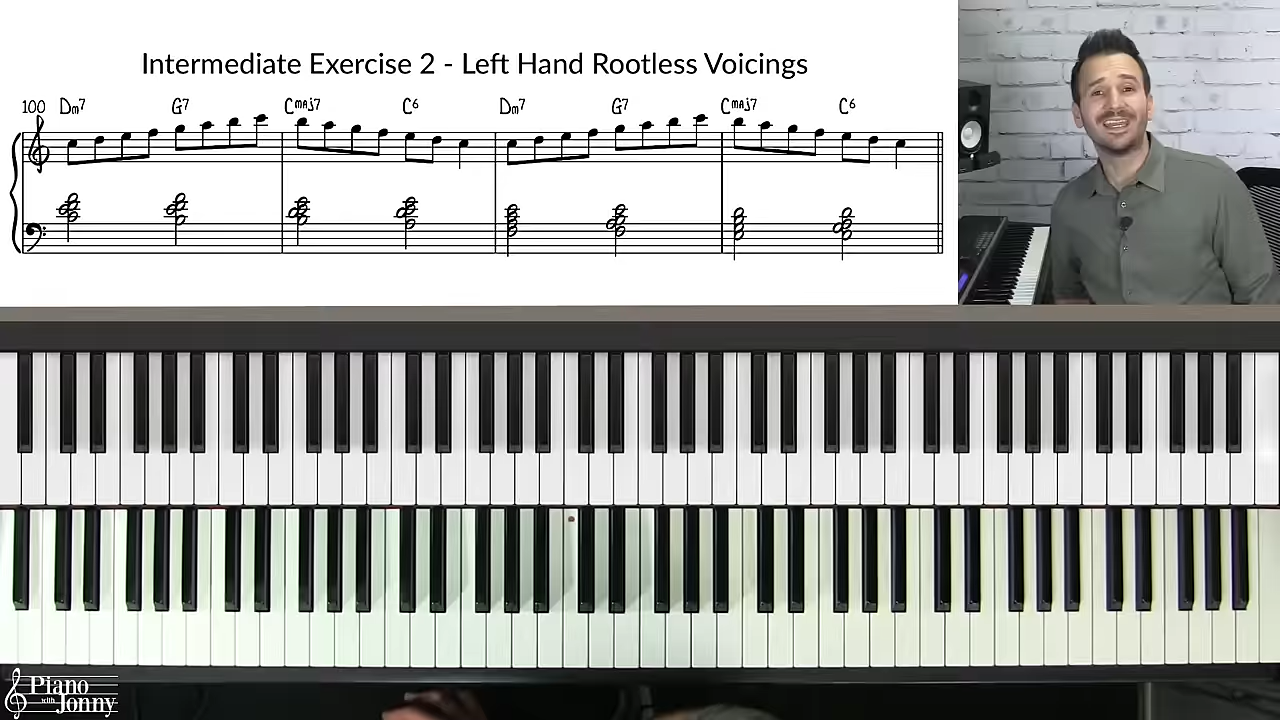 Intermediate Exercise 2 - Left Hand Rootless Voicings
100 Dm7 G7 Cmaj7 C6 Dm7 G7 Cmaj7 C6
Piano
with
Jonny